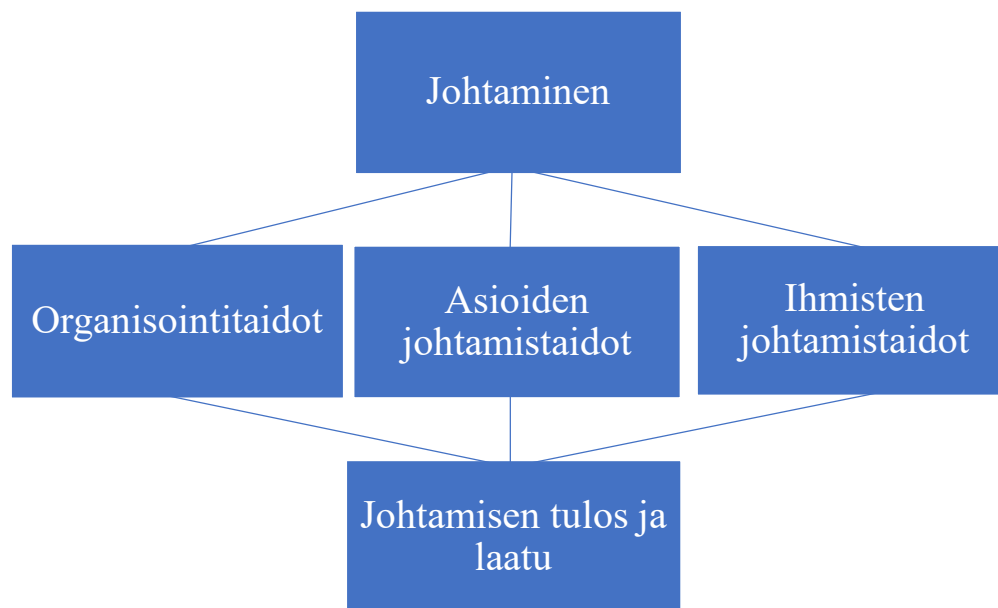 Johtaminen
Organisointitaidot
Asioiden
johtamistaidot
Ihmisten
johtamistaidot
Johtamisen tulos ja
laatu